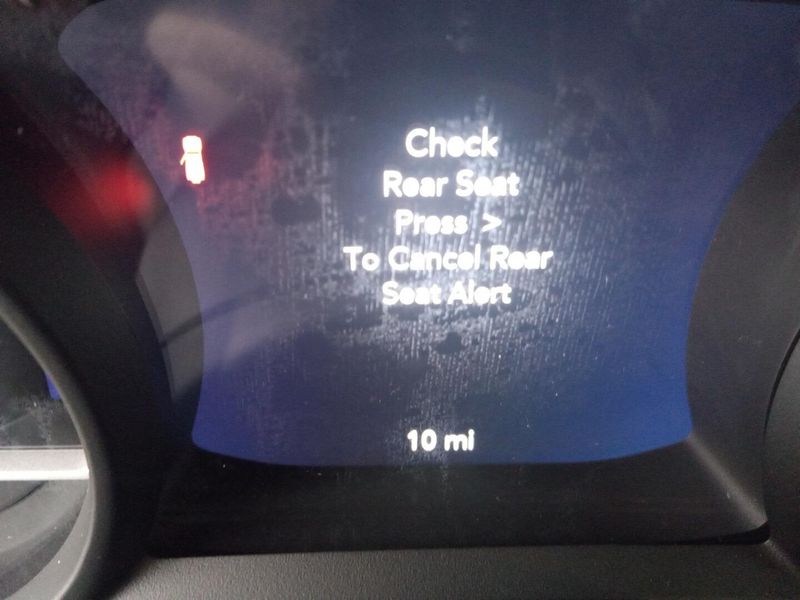 Check
Rear Seat
Press >
To Cancel Rear
Seat Alert
10 mi